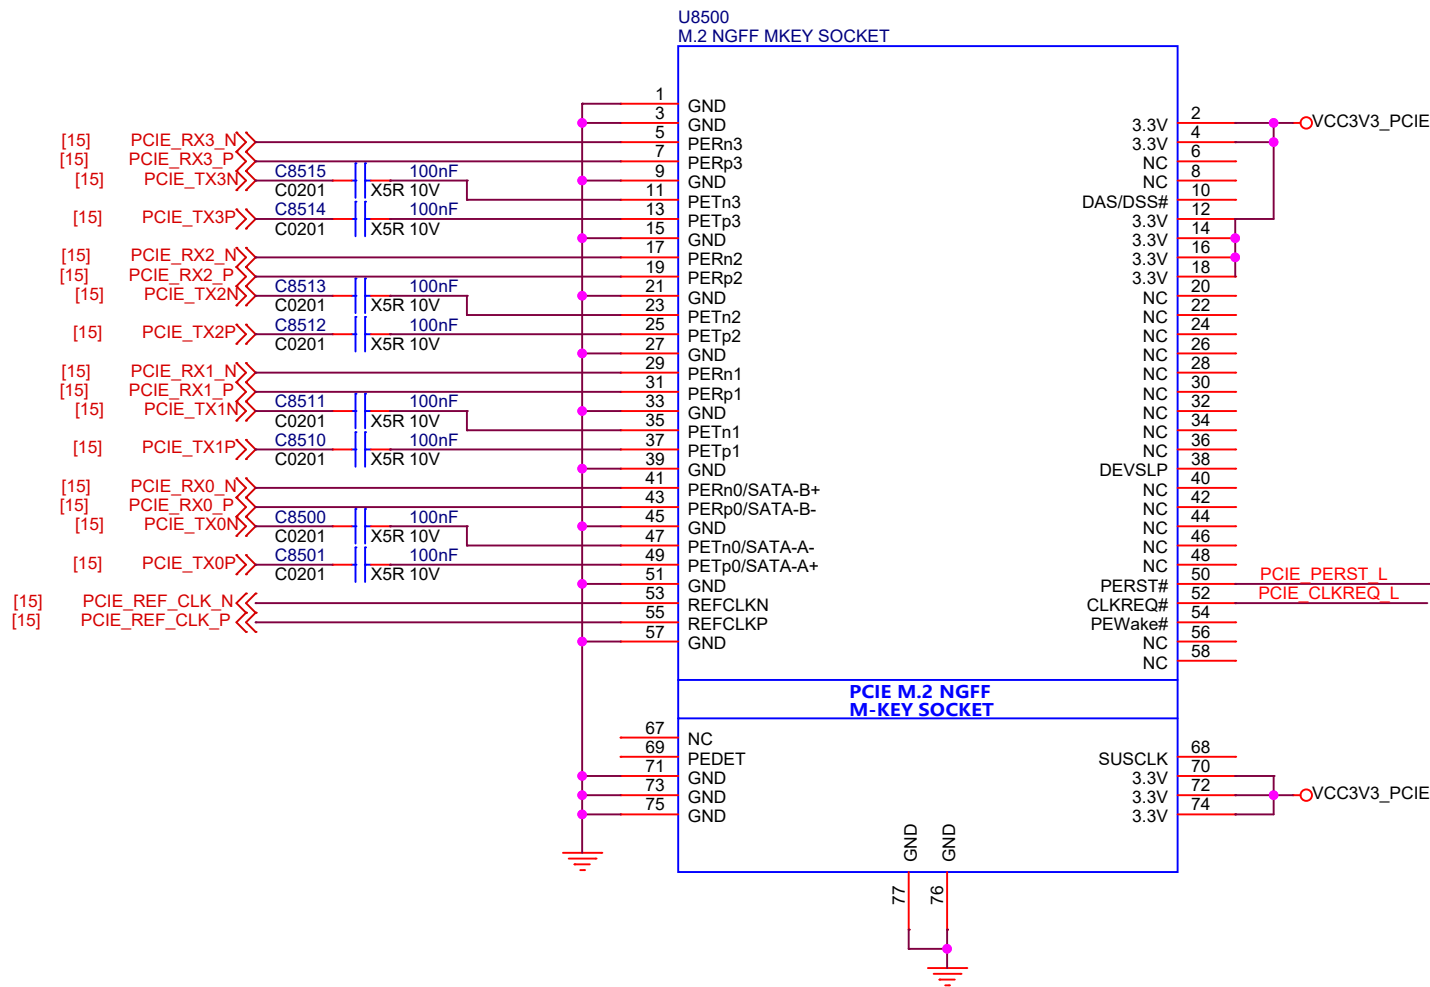 U8500
M.2 NGFF MKEY SOCKET
1 GND
3 GND
2 3.3V VCC3V3_PCIE
[15] PCIE_RX3_N 5 PERn3
4 3.3V
[15] PCIE_RX3_P 7 PERp3
6 NC
[15] PCIE_TX3N C8515 100nF 9 GND
C0201 X5R 10V
8 NC
11 PETn3
10 DAS/DSS#
[15] PCIE_TX3P C8514 100nF 13 PETp3
C0201 X5R 10V
12 3.3V
15 GND
14 3.3V
[15] PCIE_RX2_N 17 PERn2
16 3.3V
[15] PCIE_RX2_P 19 PERp2
18 3.3V
[15] PCIE_TX2N C8513 100nF 21 GND
C0201 X5R 10V
20 NC
23 PETn2
22 NC
[15] PCIE_TX2P C8512 100nF 25 PETp2
C0201 X5R 10V
24 NC
27 GND
26 NC
[15] PCIE_RX1_N 29 PERn1
28 NC
[15] PCIE_RX1_P 31 PERp1
30 NC
[15] PCIE_TX1N C8511 100nF 33 GND
C0201 X5R 10V
32 NC
35 PETn1
34 NC
[15] PCIE_TX1P C8510 100nF 37 PETp1
C0201 X5R 10V
36 NC
39 GND
38 DEVSLP
[15] PCIE_RX0_N 41 PERn0/SATA-B+
40 NC
[15] PCIE_RX0_P 43 PERp0/SATA-B-
42 NC
[15] PCIE_TX0N C8500 100nF 45 GND
C0201 X5R 10V
44 NC
47 PETn0/SATA-A-
46 NC
[15] PCIE_TX0P C8501 100nF 49 PETp0/SATA-A+
C0201 X5R 10V
48 NC
51 GND
50 PERST# PCIE_PERST_L
[15] PCIE_REF_CLK_N 53 REFCLKN
52 CLKREQ# PCIE_CLKREQ_L
[15] PCIE_REF_CLK_P 55 REFCLKP
54 PEWake#
57 GND
56 NC
58 NC
PCIE M.2 NGFF
M-KEY SOCKET
67 NC
69 PEDET
68 SUSCLK
71 GND
70 3.3V
73 GND
72 3.3V VCC3V3_PCIE
75 GND
74 3.3V
GND GND
77 76